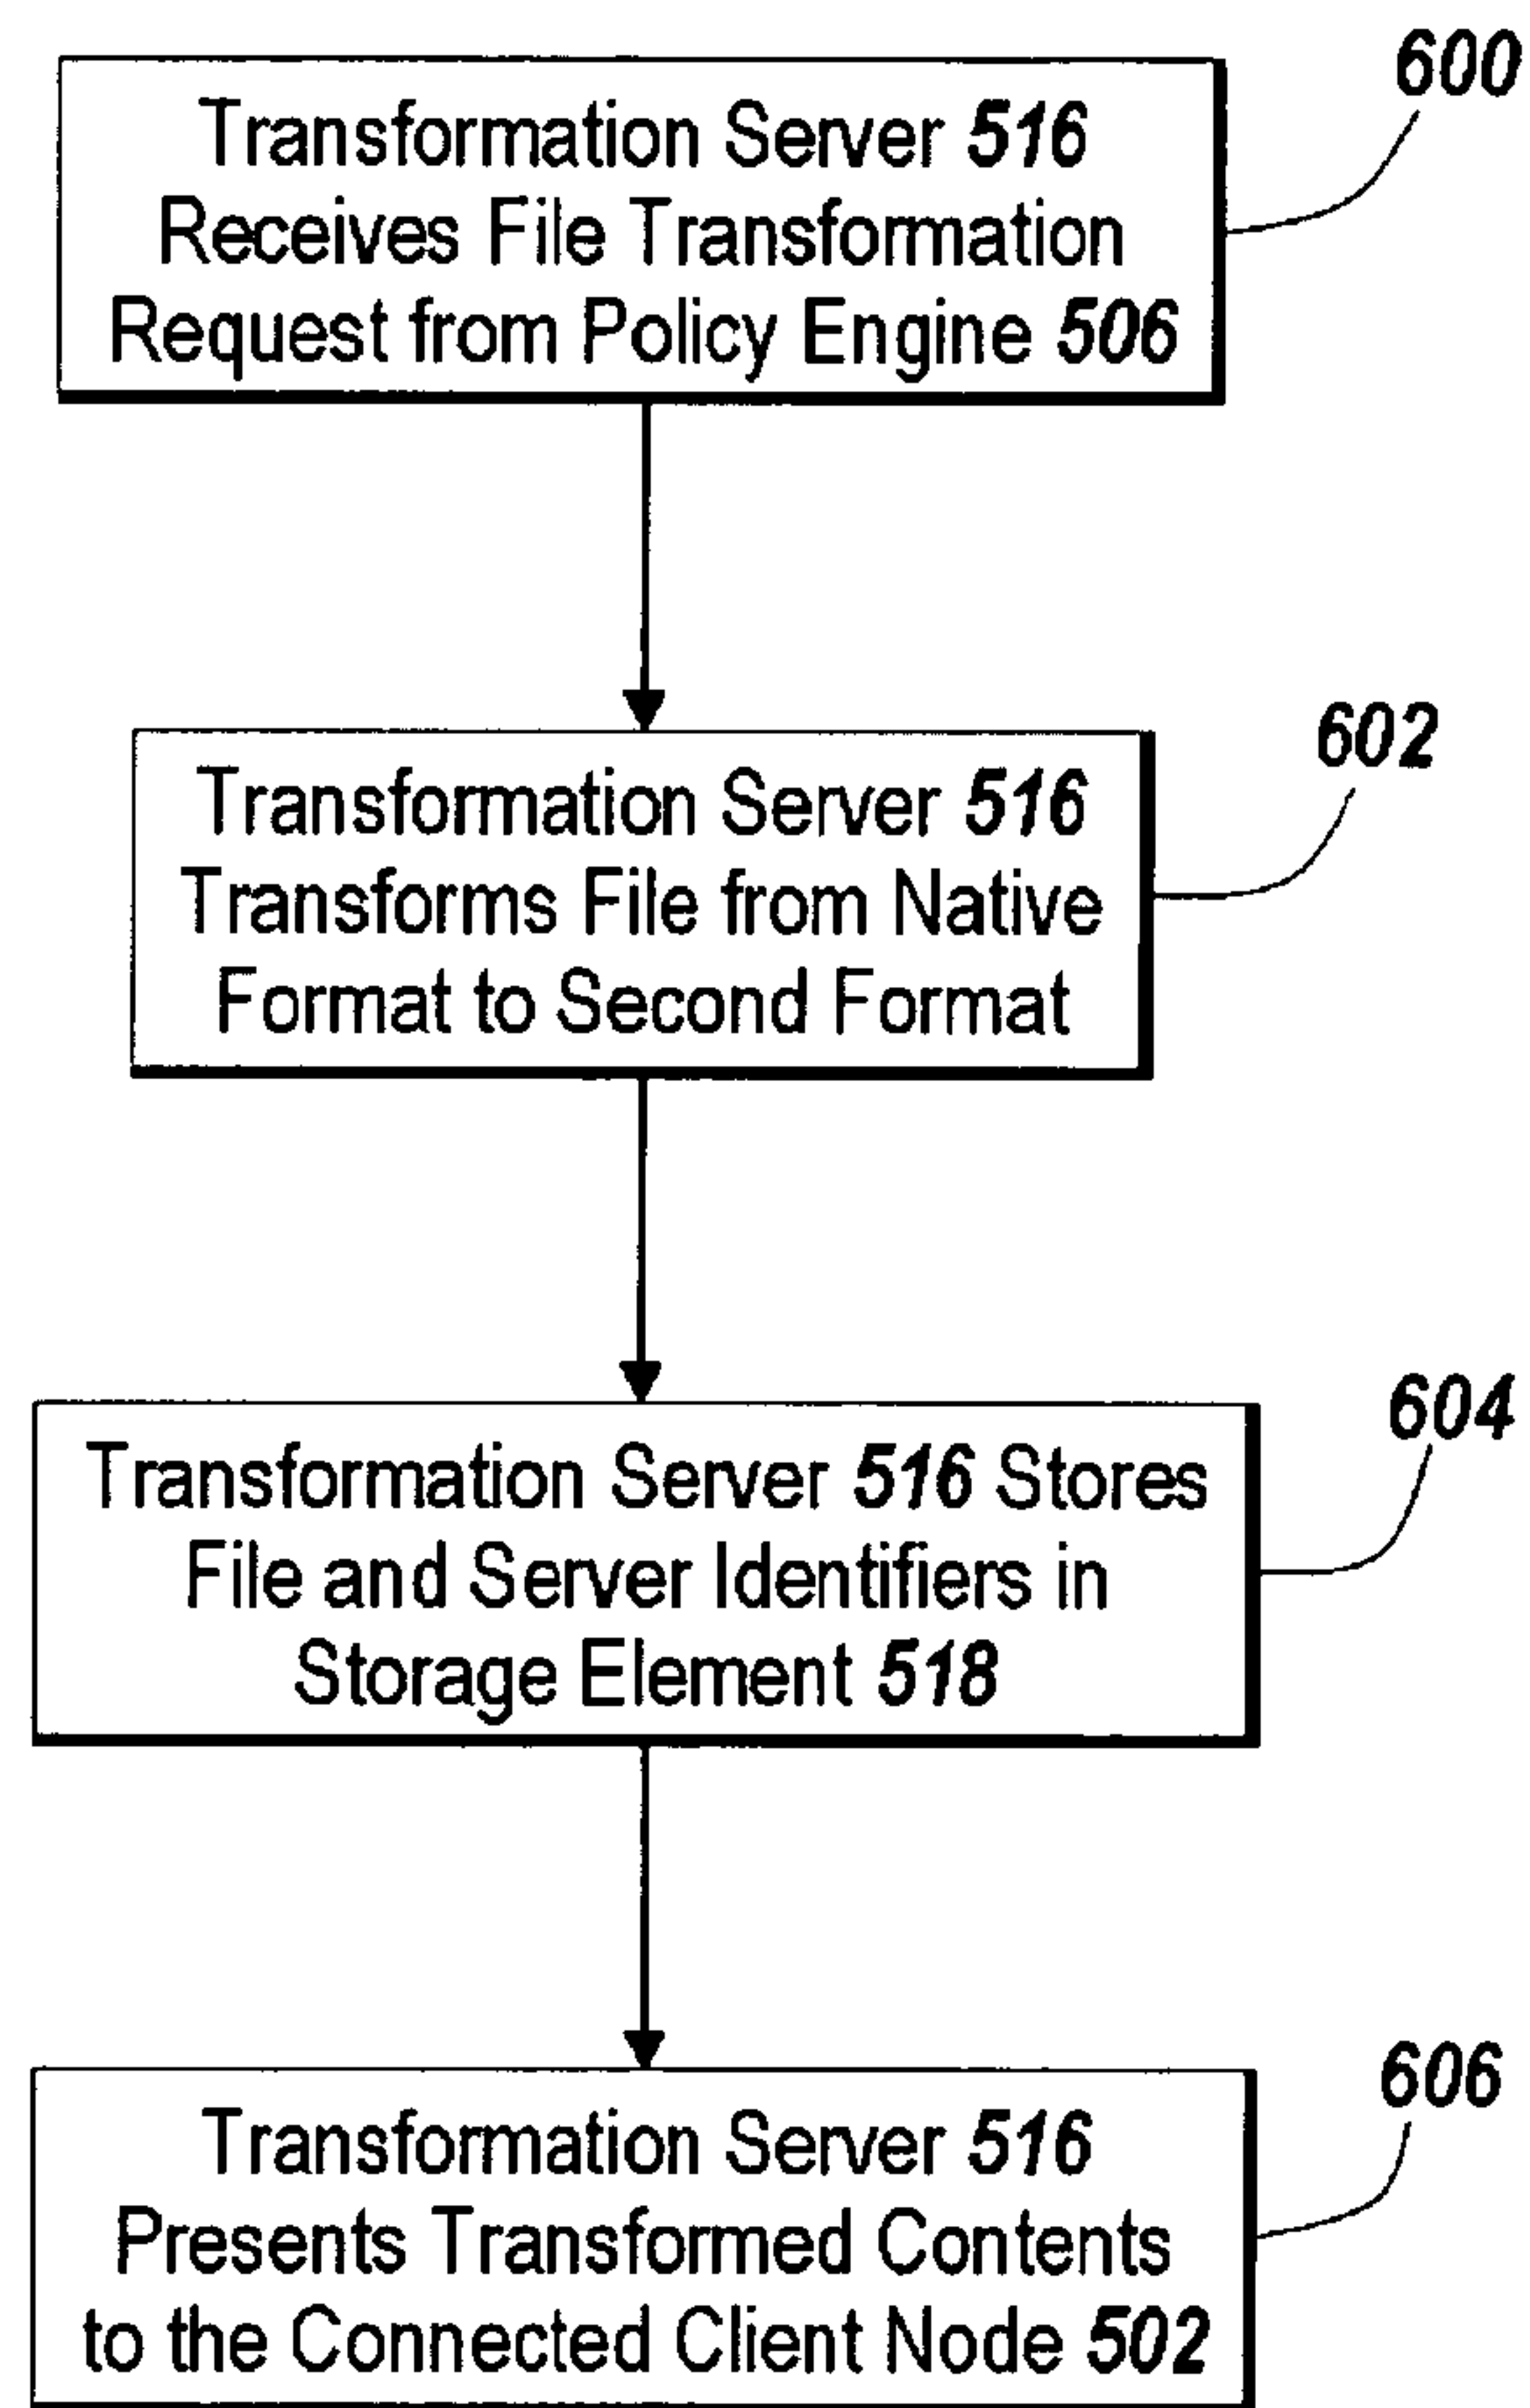 600
Transformation Server 516
Receives File Transformation
Request from Policy Engine 506
602
Transformation Server 516
Transforms File from Native
Format to Second Format
604
Transformation Server 516 Stores
File and Server Identifiers in
Storage Element 518
606
Transformation Server 516
Presents Transformed Contents
to the Connected Client Node 502